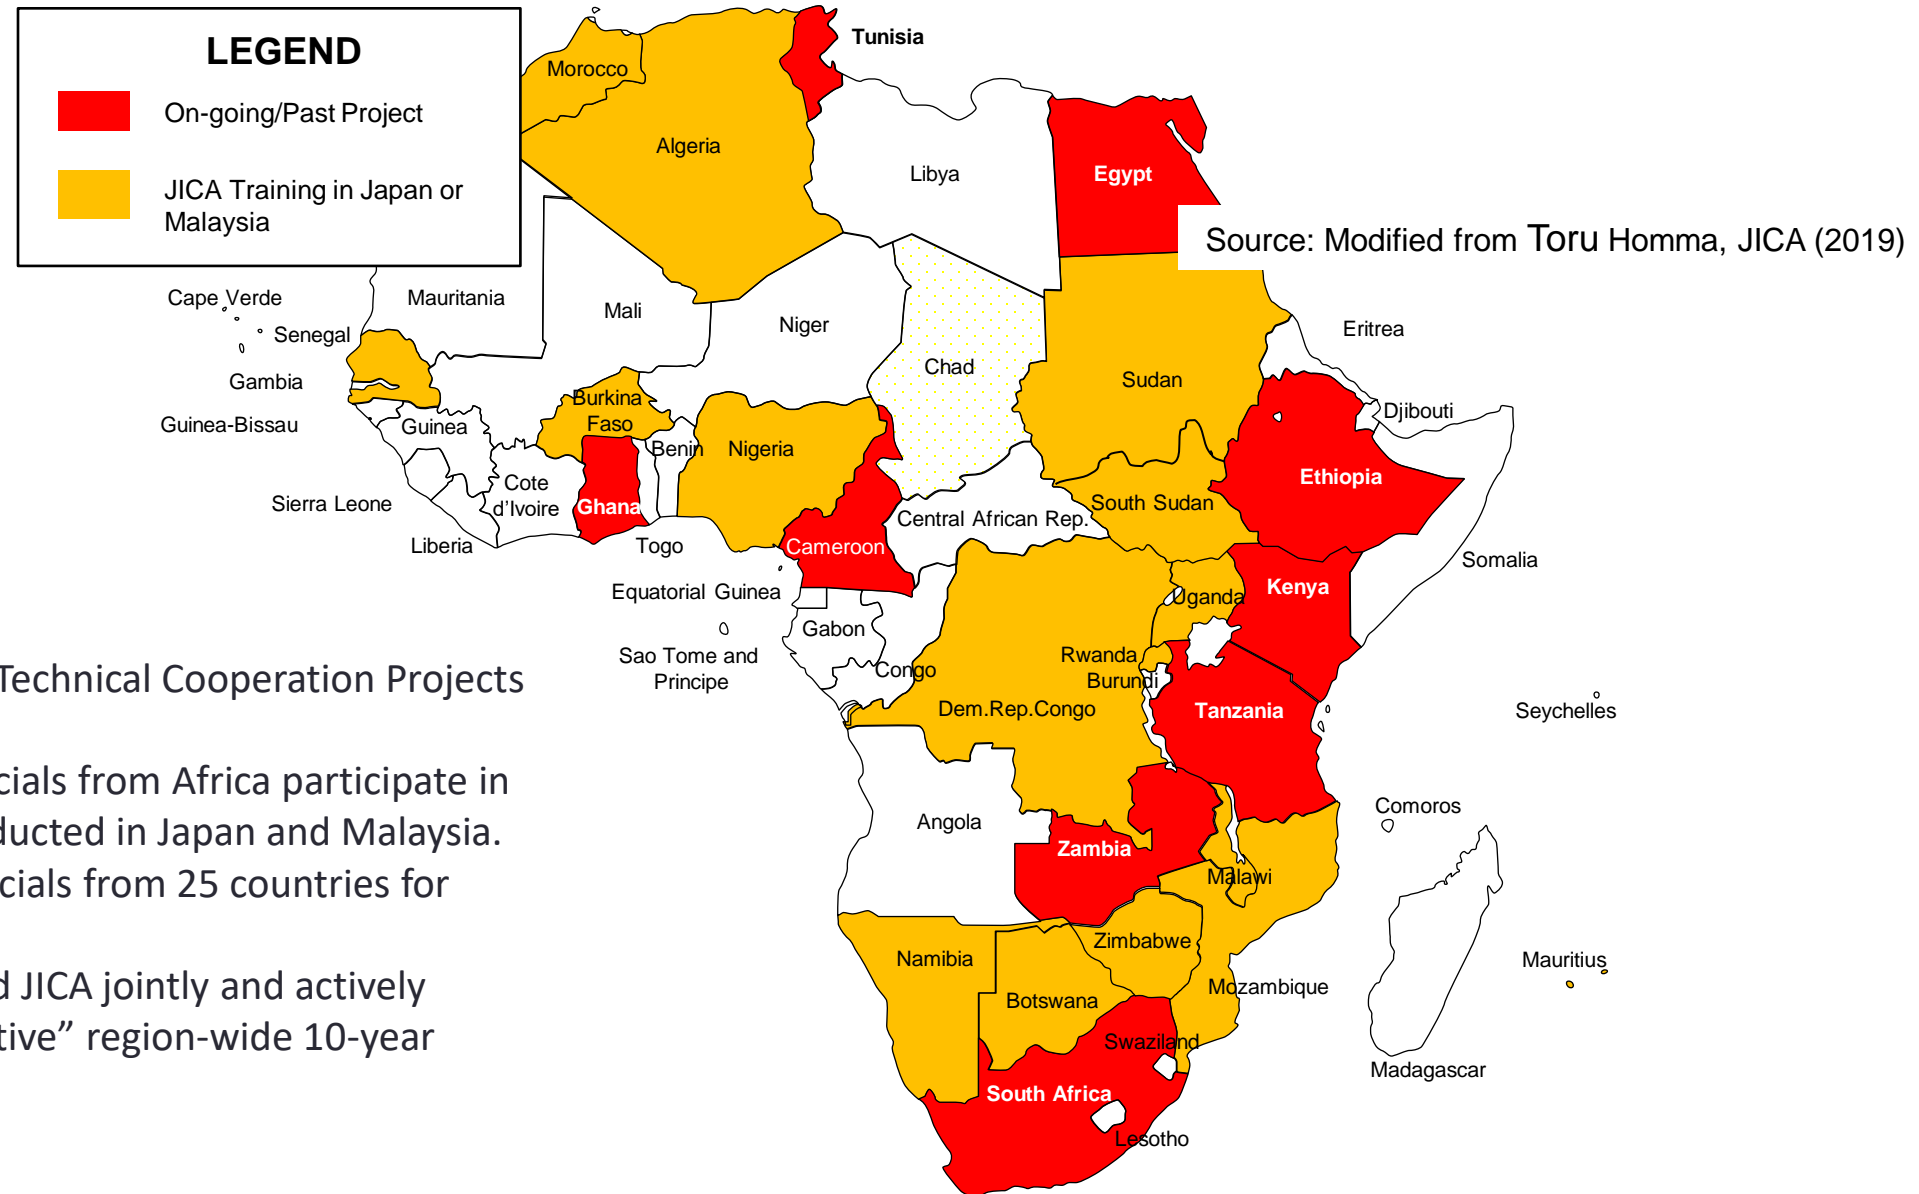 LEGEND
On-going/Past Project
JICA Training in Japan or
Malaysia
Tunisia
Morocco
Algeria
Libya
Egypt
Source: Modified from Toru Homma, JICA (2019)
Cape Verde
Mauritania
Mali
Niger
Chad
Sudan
Eritrea
Senegal
Gambia
Guinea-Bissau
Guinea
Burkina
Faso
Benin
Nigeria
Djibouti
Sierra Leone
Cote
d'Ivoire
Ghana
Liberia
Togo
Cameroon
Central African Rep.
South Sudan
Ethiopia
Somalia
Equatorial Guinea
Gabon
Sao Tome and
Principe
Congo
Uganda
Kenya
Rwanda
Burundi
Dem.Rep.Congo
Tanzania
Seychelles
Technical Cooperation Projects
cials from Africa participate in
ducted in Japan and Malaysia.
cials from 25 countries for
d JICA jointly and actively
tive” region-wide 10-year
Angola
Zambia
Malawi
Comoros
Namibia
Zimbabwe
Botswana
Mozambique
Mauritius
Swaziland
South Africa
Lesotho
Madagascar